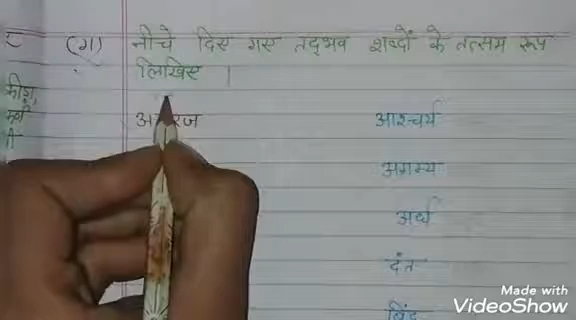 (ग) नीचे दिए गए तद्भव शब्दों के तत्सम रूप
लिखिए ।
आश्चर्य
अगम्य
अर्ध
दंत
बिंदु
Made with
VideoShow